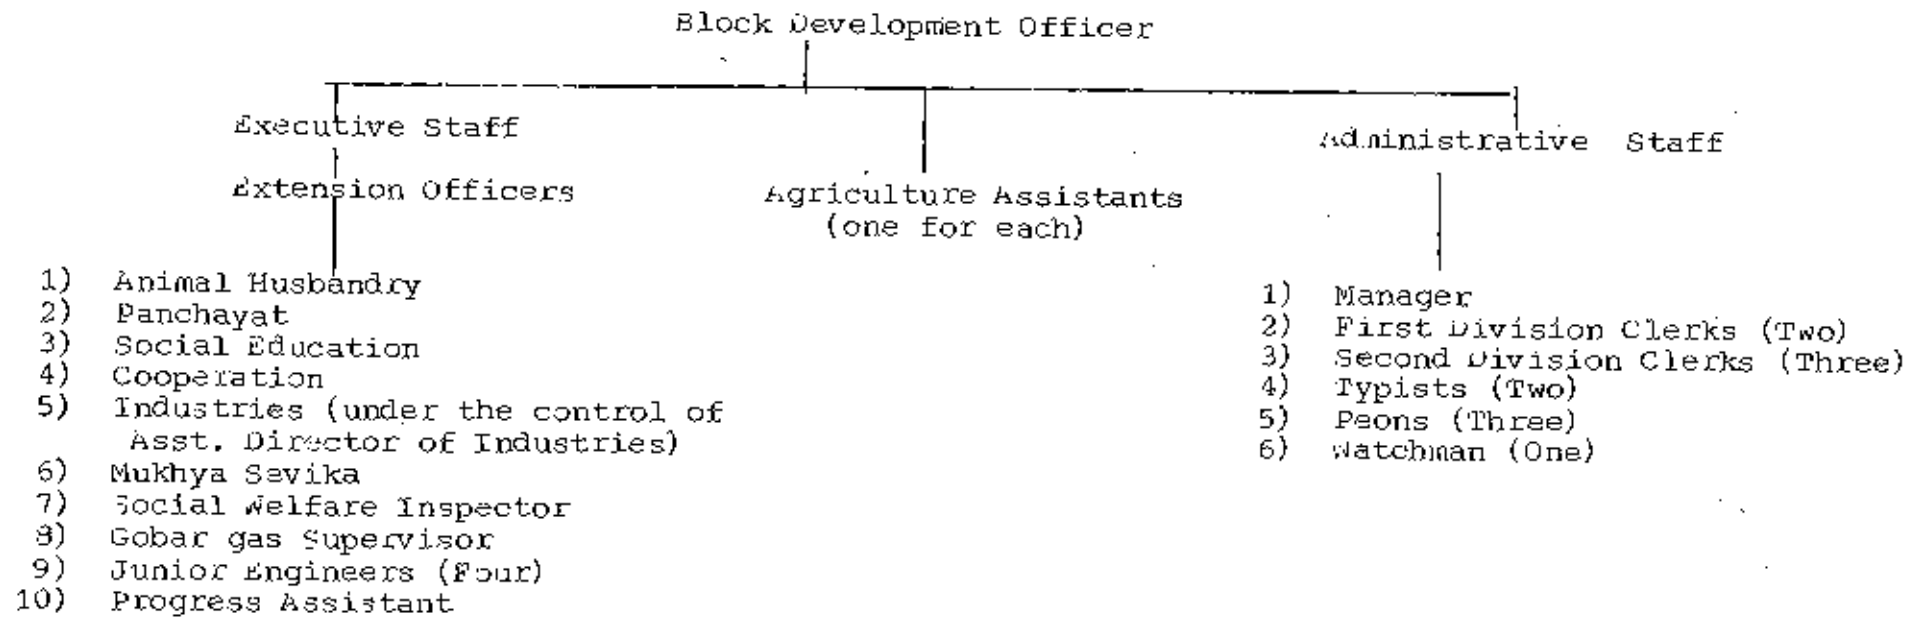 Block Development Officer
Executive Staff
Administrative Staff
Extension Officers
Agriculture Assistants
(one for each)
1) Animal Husbandry
2) Panchayat
3) Social Education
4) Cooperation
5) Industries (under the control of
Asst. Director of Industries)
6) Mukhya Sevika
7) Social Welfare Inspector
8) Gobar gas Supervisor
9) Junior Engineers (Four)
10) Progress Assistant
1) Manager
2) First Division Clerks (Two)
3) Second Division Clerks (Three)
4) Typists (Two)
5) Peons (Three)
6) Watchman (One)